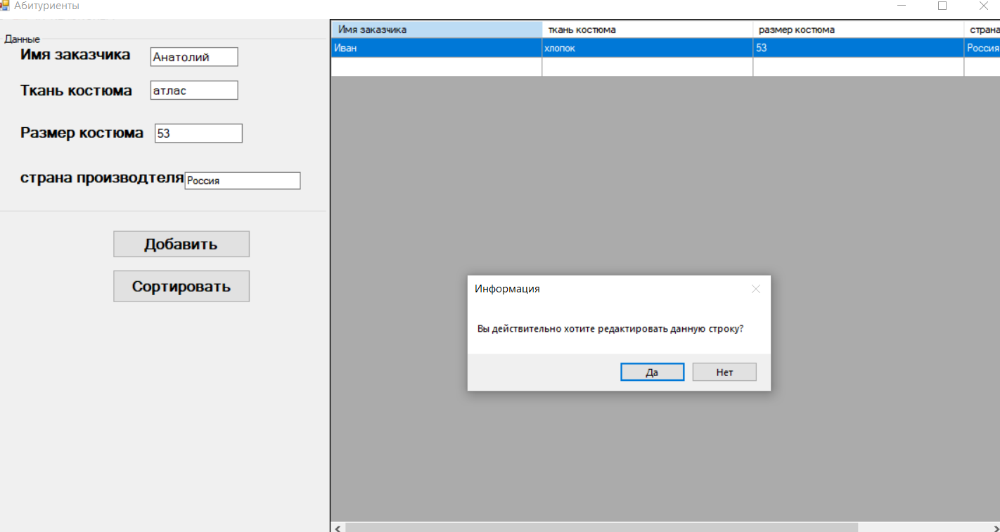 Абитуриенты
Данные
Имя заказчика Анатолий
Ткань костюма атлас
Размер костюма 53
страна производтеля Россия
Добавить
Сортировать
Имя заказчика ткань костюма размер костюма страна
Иван хлопок 53 Россия
Информация
Вы действительно хотите редактировать данную строку?
Да Нет